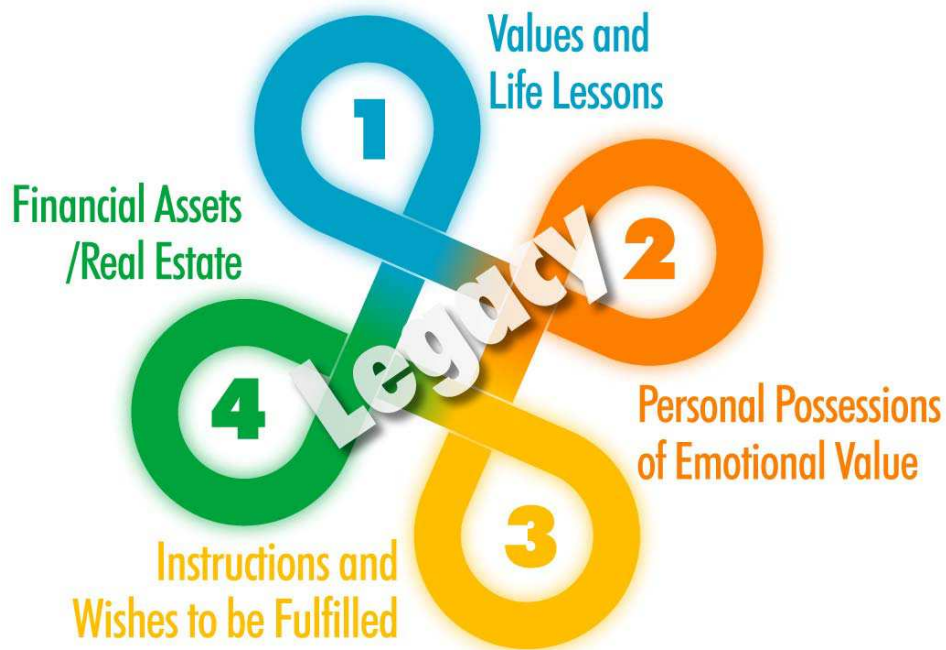 1
Values and
Life Lessons
2
Personal Possessions
of Emotional Value
3
Instructions and
Wishes to be Fulfilled
4
Financial Assets
/Real Estate
Legacy